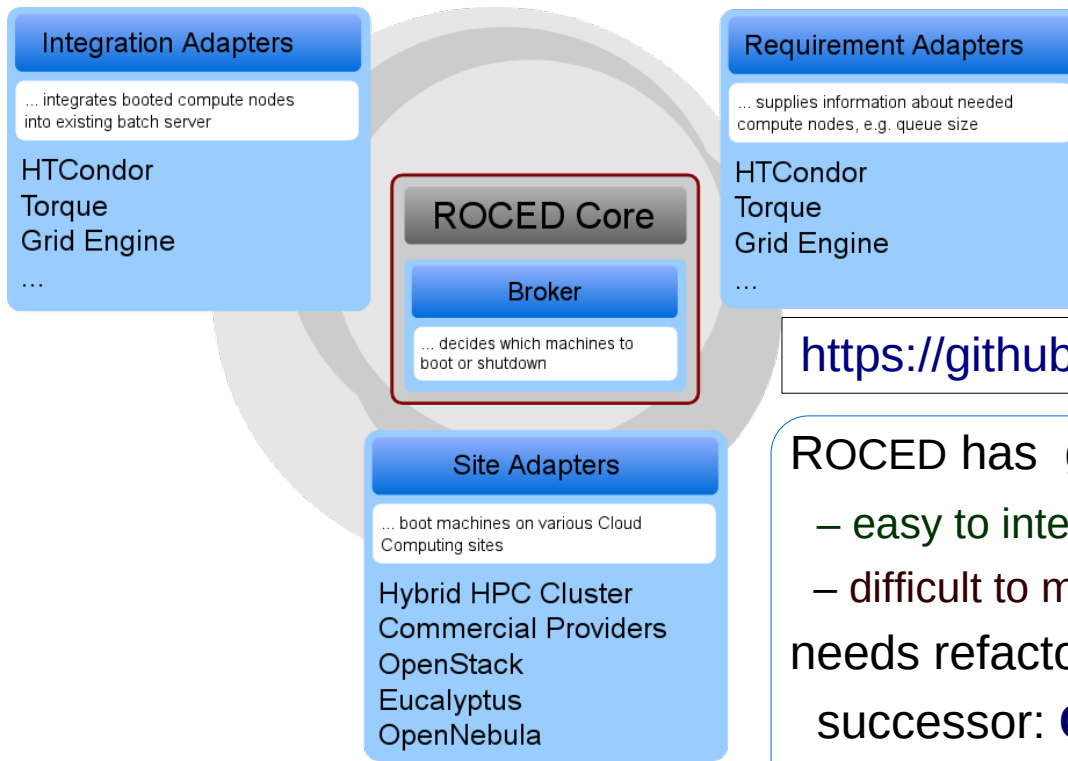 Integration Adapters
... integrates booted compute nodes
into existing batch server
HTCondor
Torque
Grid Engine
...
Requirement Adapters
... supplies information about needed
compute nodes, e.g. queue size
HTCondor
Torque
Grid Engine
...
ROCED Core
Broker
... decides which machines to
boot or shutdown
Site Adapters
... boot machines on various Cloud
Computing sites
Hybrid HPC Cluster
Commercial Providers
OpenStack
Eucalyptus
OpenNebula
https://github
ROCED has
– easy to inte
– difficult to m
needs refacto
successor: